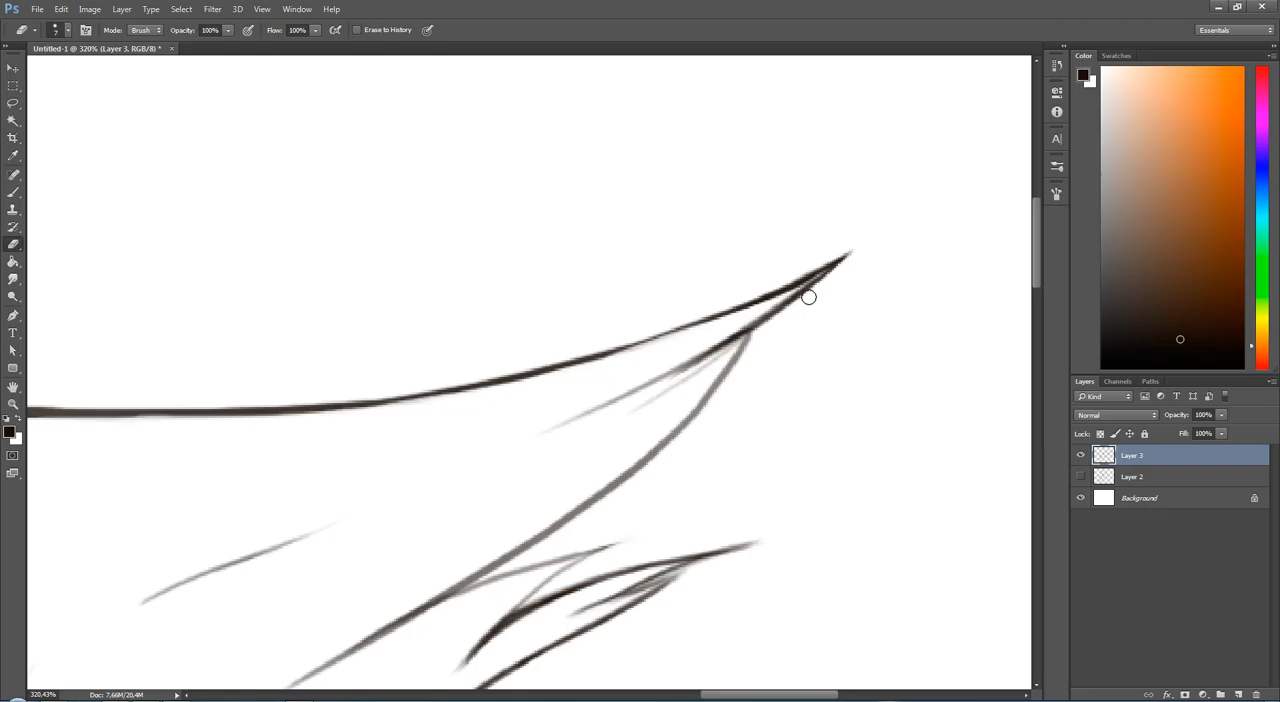 Ps File Edit Image Layer Type Select Filter 3D View Window Help
7 Mode: Brush Opacity: 100% Flow: 100% Erase to History Essentials
Untitled-1 @ 320% (Layer 3, RGB/8) * ×
Color Swatches
Layers Channels Paths
Kind
Normal Opacity: 100%
Lock: Fill: 100%
Layer 3
Layer 2
Background
320,43% Doc: 7,66M/20,4M